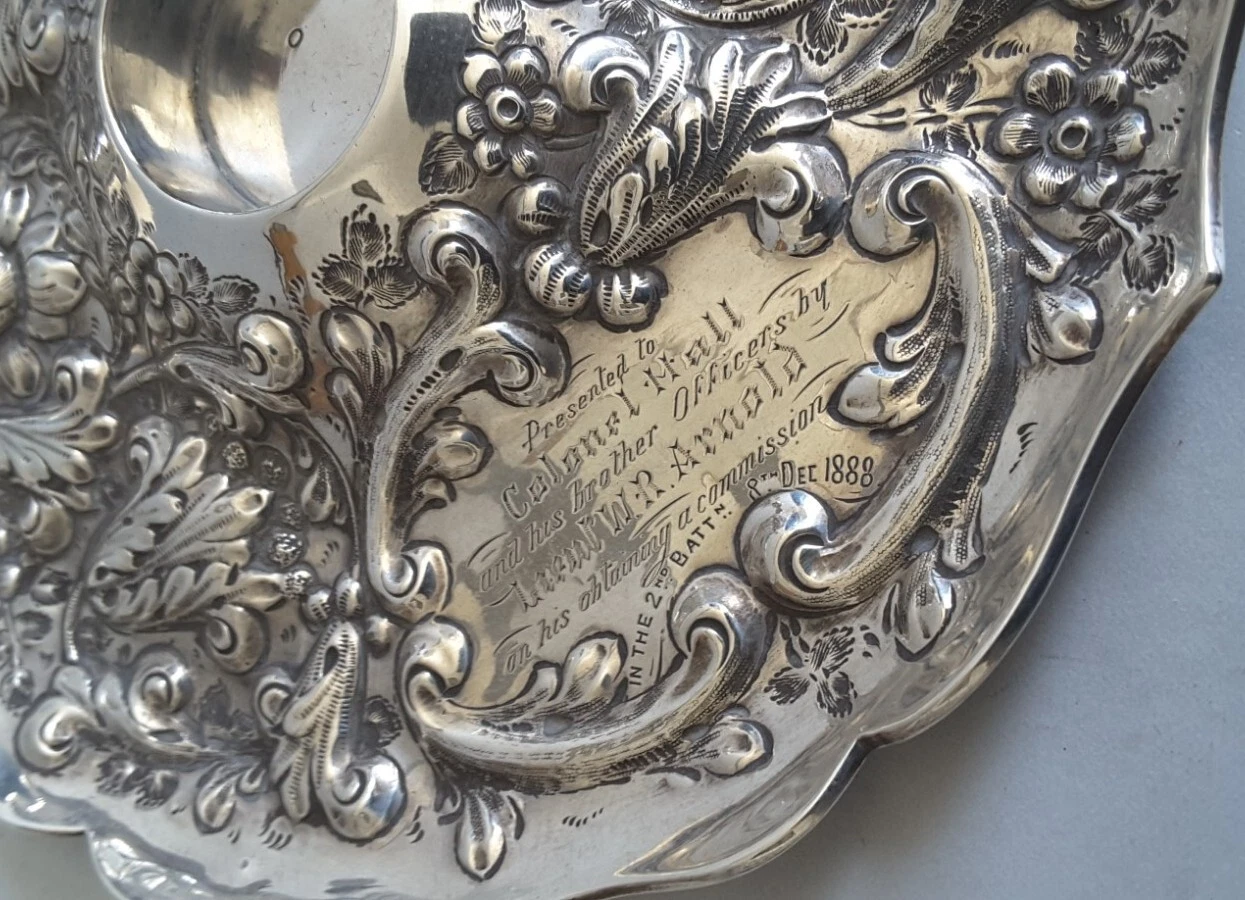 Presented to
Colonel Hall
and his brother Officers by
Lieut W.R Arnold
on his obtaining a commission
IN THE 2ND BATTN. 8TH DEC 1888